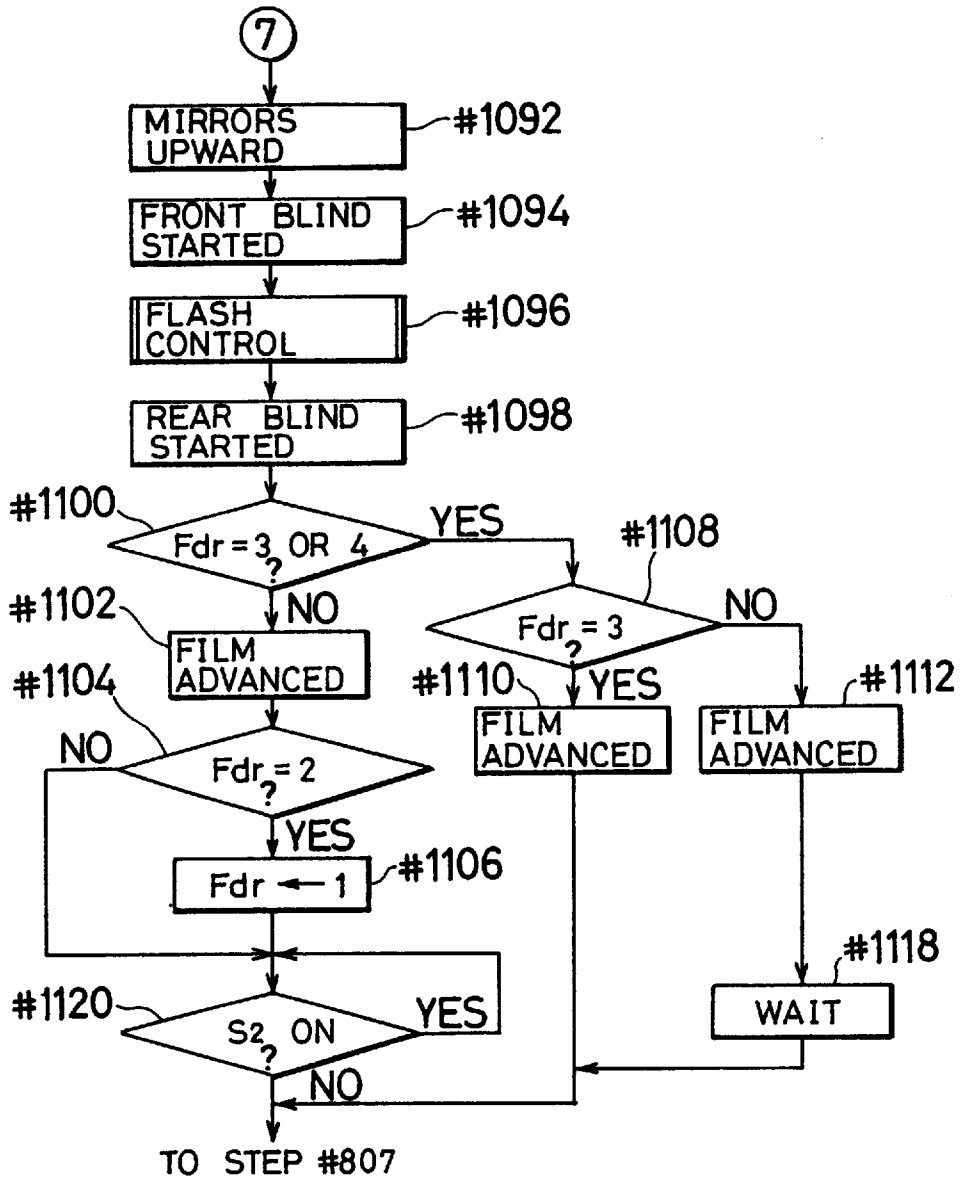 7
MIRRORS
UPWARD
#1092
FRONT BLIND
STARTED
#1094
FLASH
CONTROL
#1096
REAR BLIND
STARTED
#1098
#1100
Fdr = 3 OR 4
?
YES
NO
#1108
Fdr = 3
?
NO
YES
#1102
FILM
ADVANCED
#1110
FILM
ADVANCED
#1112
FILM
ADVANCED
#1104
NO
Fdr = 2
?
YES
Fdr ← 1
#1106
#1118
WAIT
#1120
S2 ON
?
YES
NO
TO STEP #807